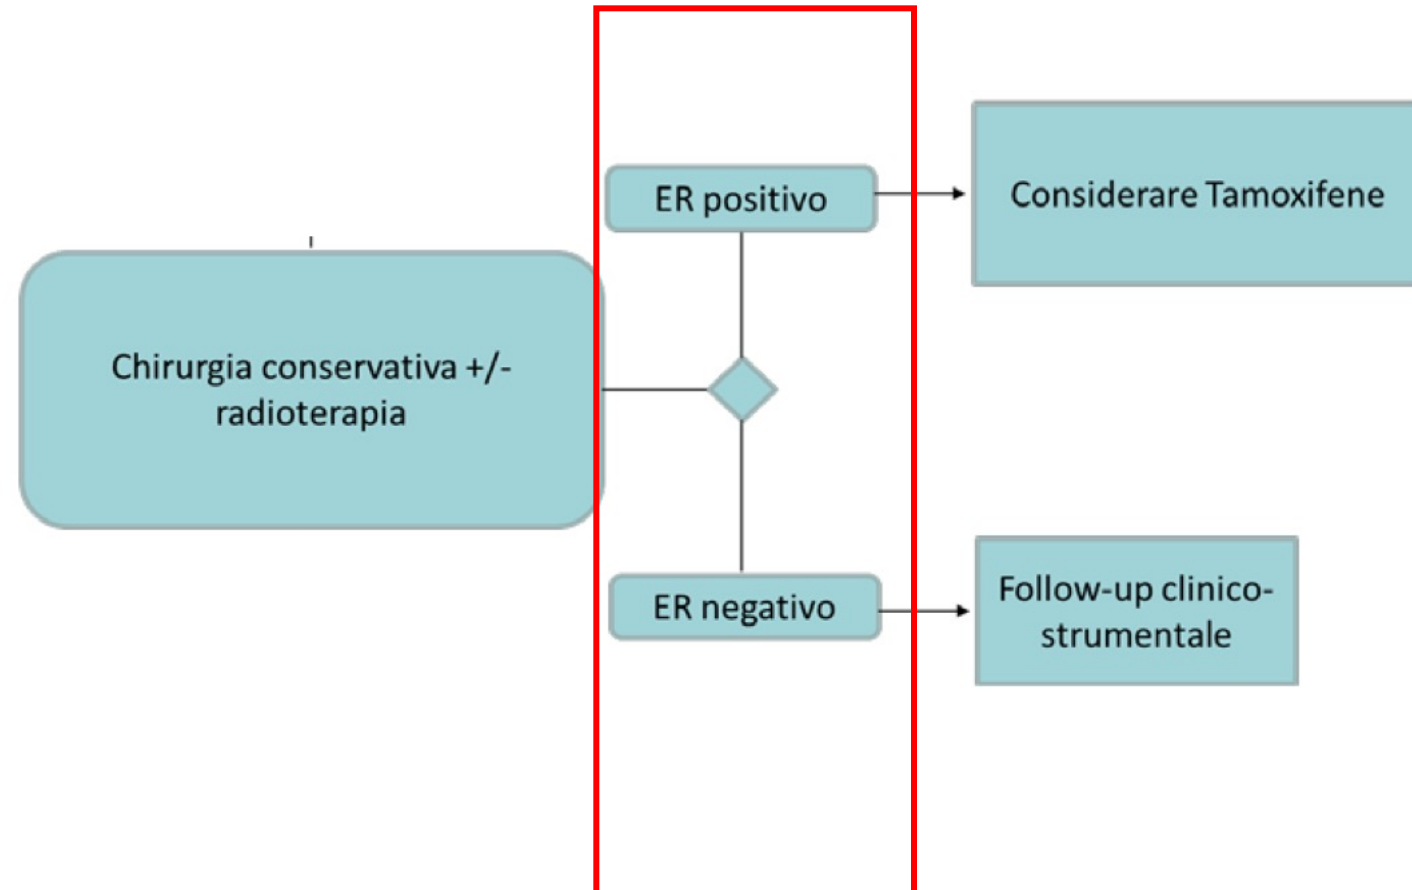 Chirurgia conservativa +/-
radioterapia
ER positivo
Considerare Tamoxifene
ER negativo
Follow-up clinico-
strumentale